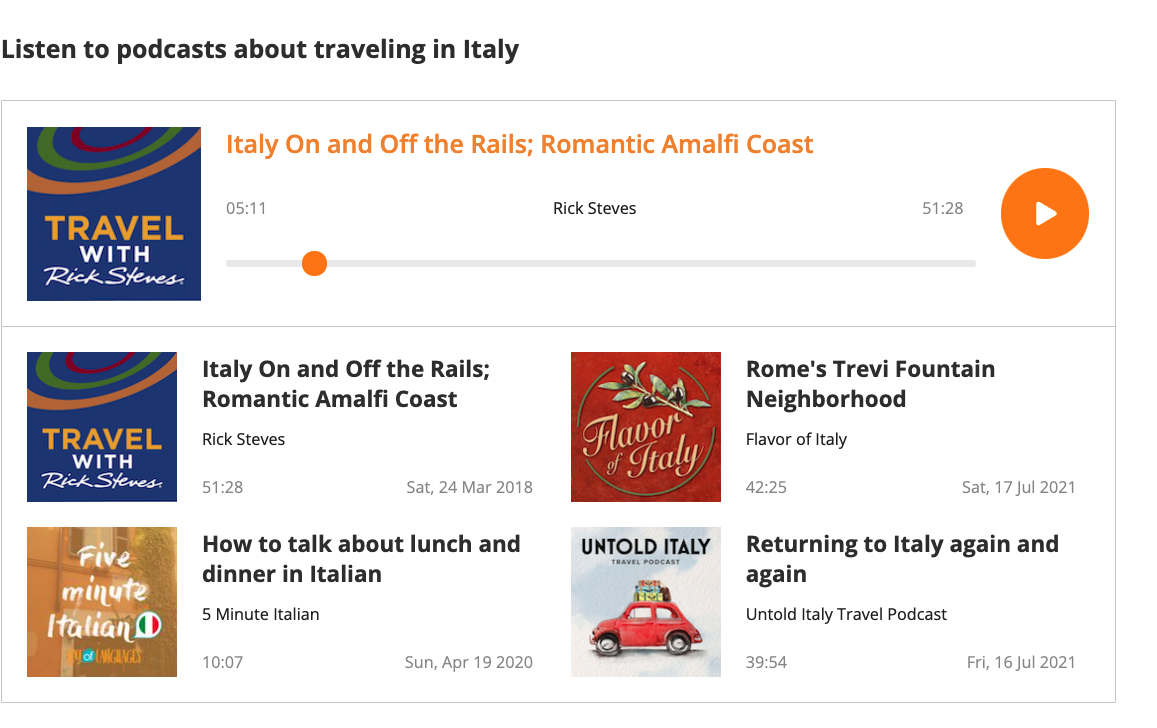 Listen to podcasts about traveling in Italy
TRAVEL
WITH
Rick Steves.
Italy On and Off the Rails; Romantic Amalfi Coast
05:11
Rick Steves
51:28
TRAVEL
WITH
Rick Steves.
Italy On and Off the Rails;
Romantic Amalfi Coast
Rick Steves
51:28
Sat, 24 Mar 2018
Flavor
of Italy
Rome's Trevi Fountain
Neighborhood
Flavor of Italy
42:25
Sat, 17 Jul 2021
Five
minute
Italian
JOY of LANGUAGES
How to talk about lunch and
dinner in Italian
5 Minute Italian
10:07
Sun, Apr 19 2020
UNTOLD ITALY
TRAVEL PODCAST
Returning to Italy again and
again
Untold Italy Travel Podcast
39:54
Fri, 16 Jul 2021